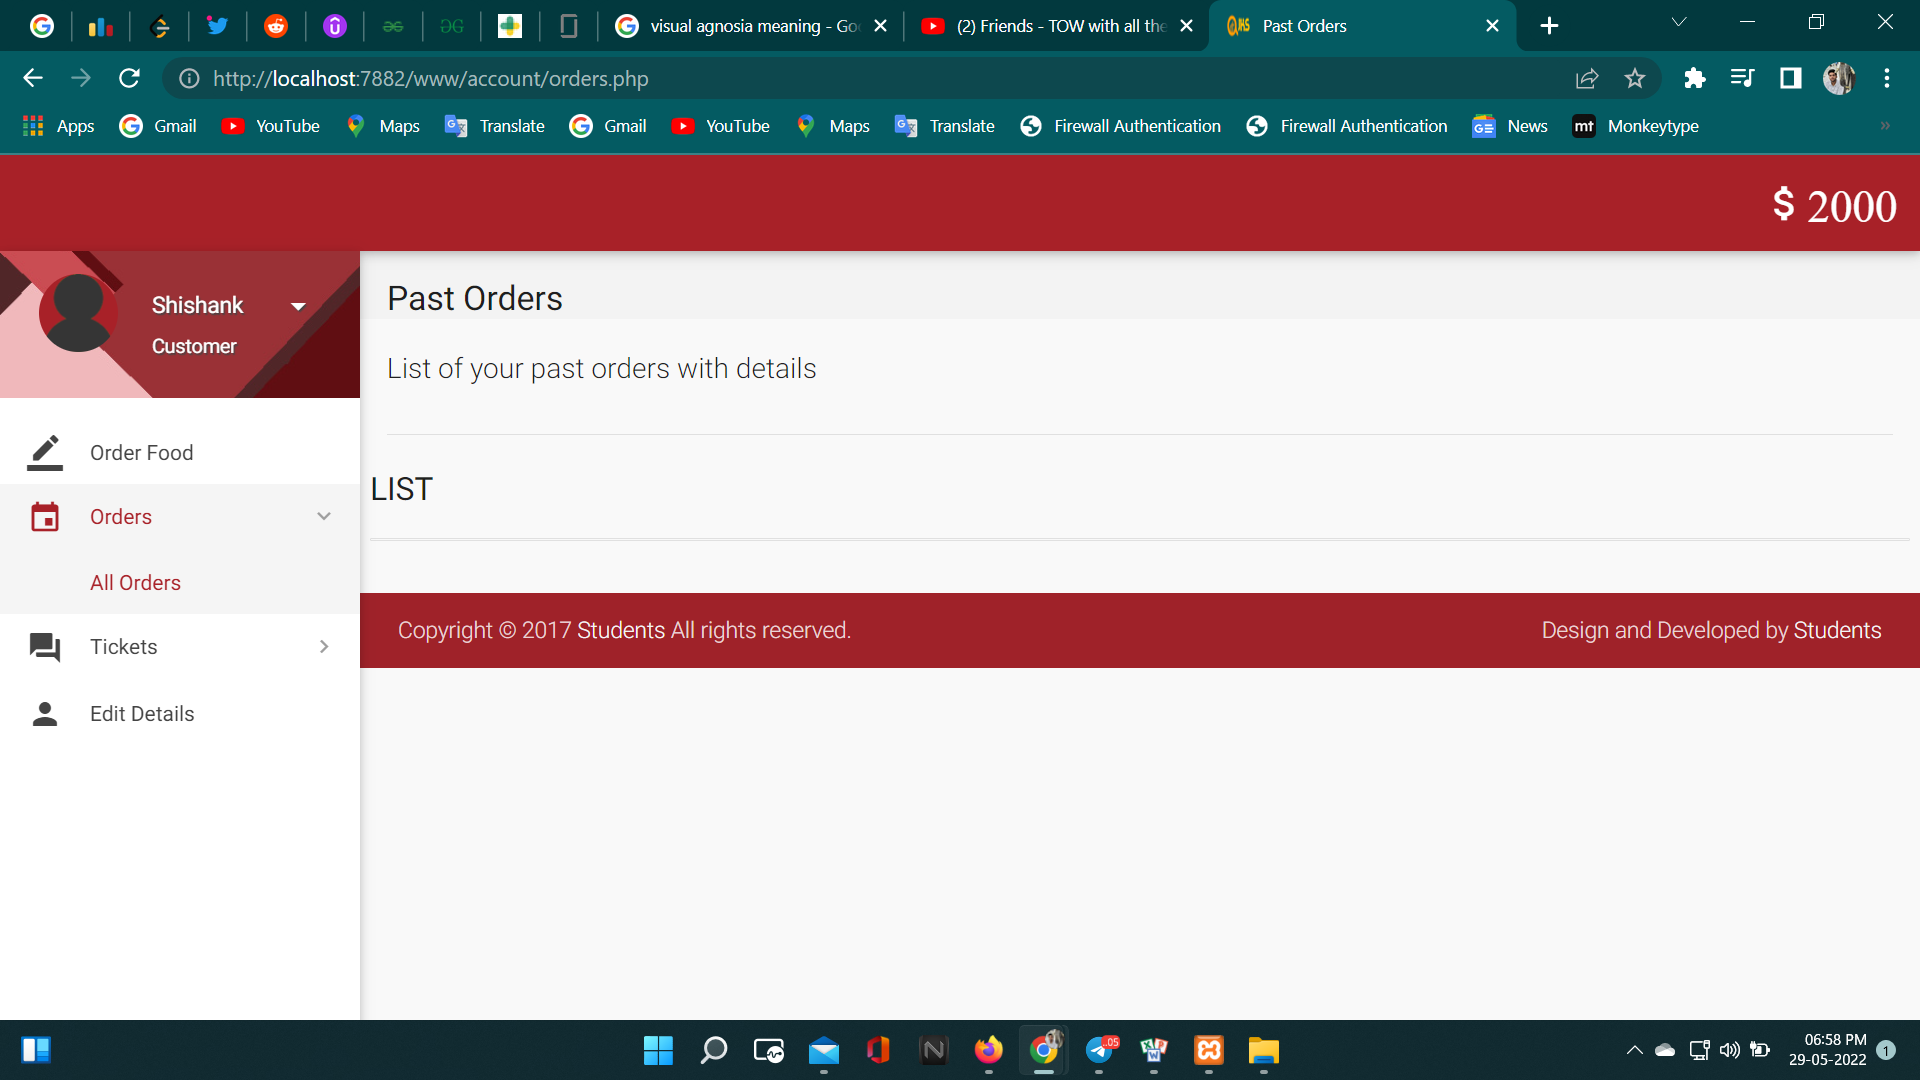 visual agnosia meaning - Go
(2) Friends - TOW with all the
Past Orders
http://localhost:7882/www/account/orders.php
Apps
Gmail
YouTube
Maps
Translate
Gmail
YouTube
Maps
Translate
Firewall Authentication
Firewall Authentication
News
mt
Monkeytype
$ 2000
Shishank
Customer
Order Food
Orders
All Orders
Tickets
Edit Details
Past Orders
List of your past orders with details
LIST
Copyright © 2017 Students All rights reserved.
Design and Developed by Students
06:58 PM
29-05-2022
1